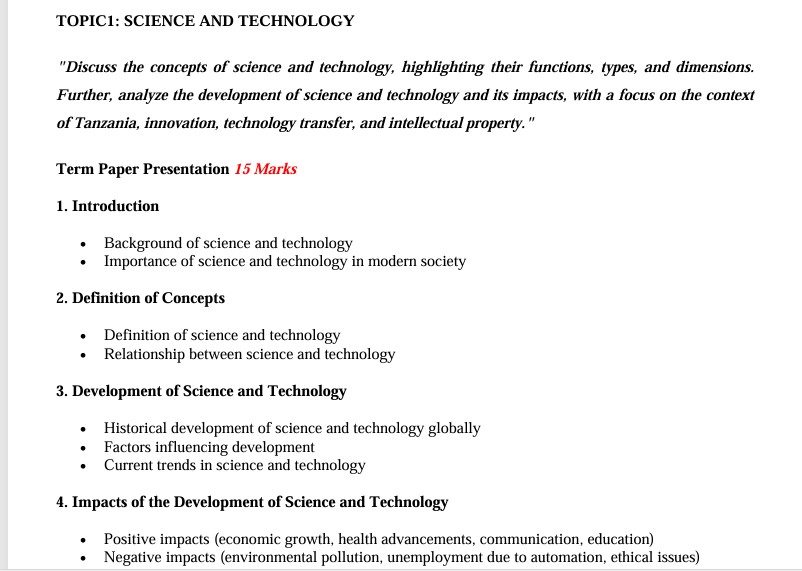 TOPIC1: SCIENCE AND TECHNOLOGY
"Discuss the concepts of science and technology, highlighting their functions, types, and dimensions.
Further, analyze the development of science and technology and its impacts, with a focus on the context
of Tanzania, innovation, technology transfer, and intellectual property."
Term Paper Presentation 15 Marks
1. Introduction
• Background of science and technology
• Importance of science and technology in modern society
2. Definition of Concepts
• Definition of science and technology
• Relationship between science and technology
3. Development of Science and Technology
• Historical development of science and technology globally
• Factors influencing development
• Current trends in science and technology
4. Impacts of the Development of Science and Technology
• Positive impacts (economic growth, health advancements, communication, education)
• Negative impacts (environmental pollution, unemployment due to automation, ethical issues)